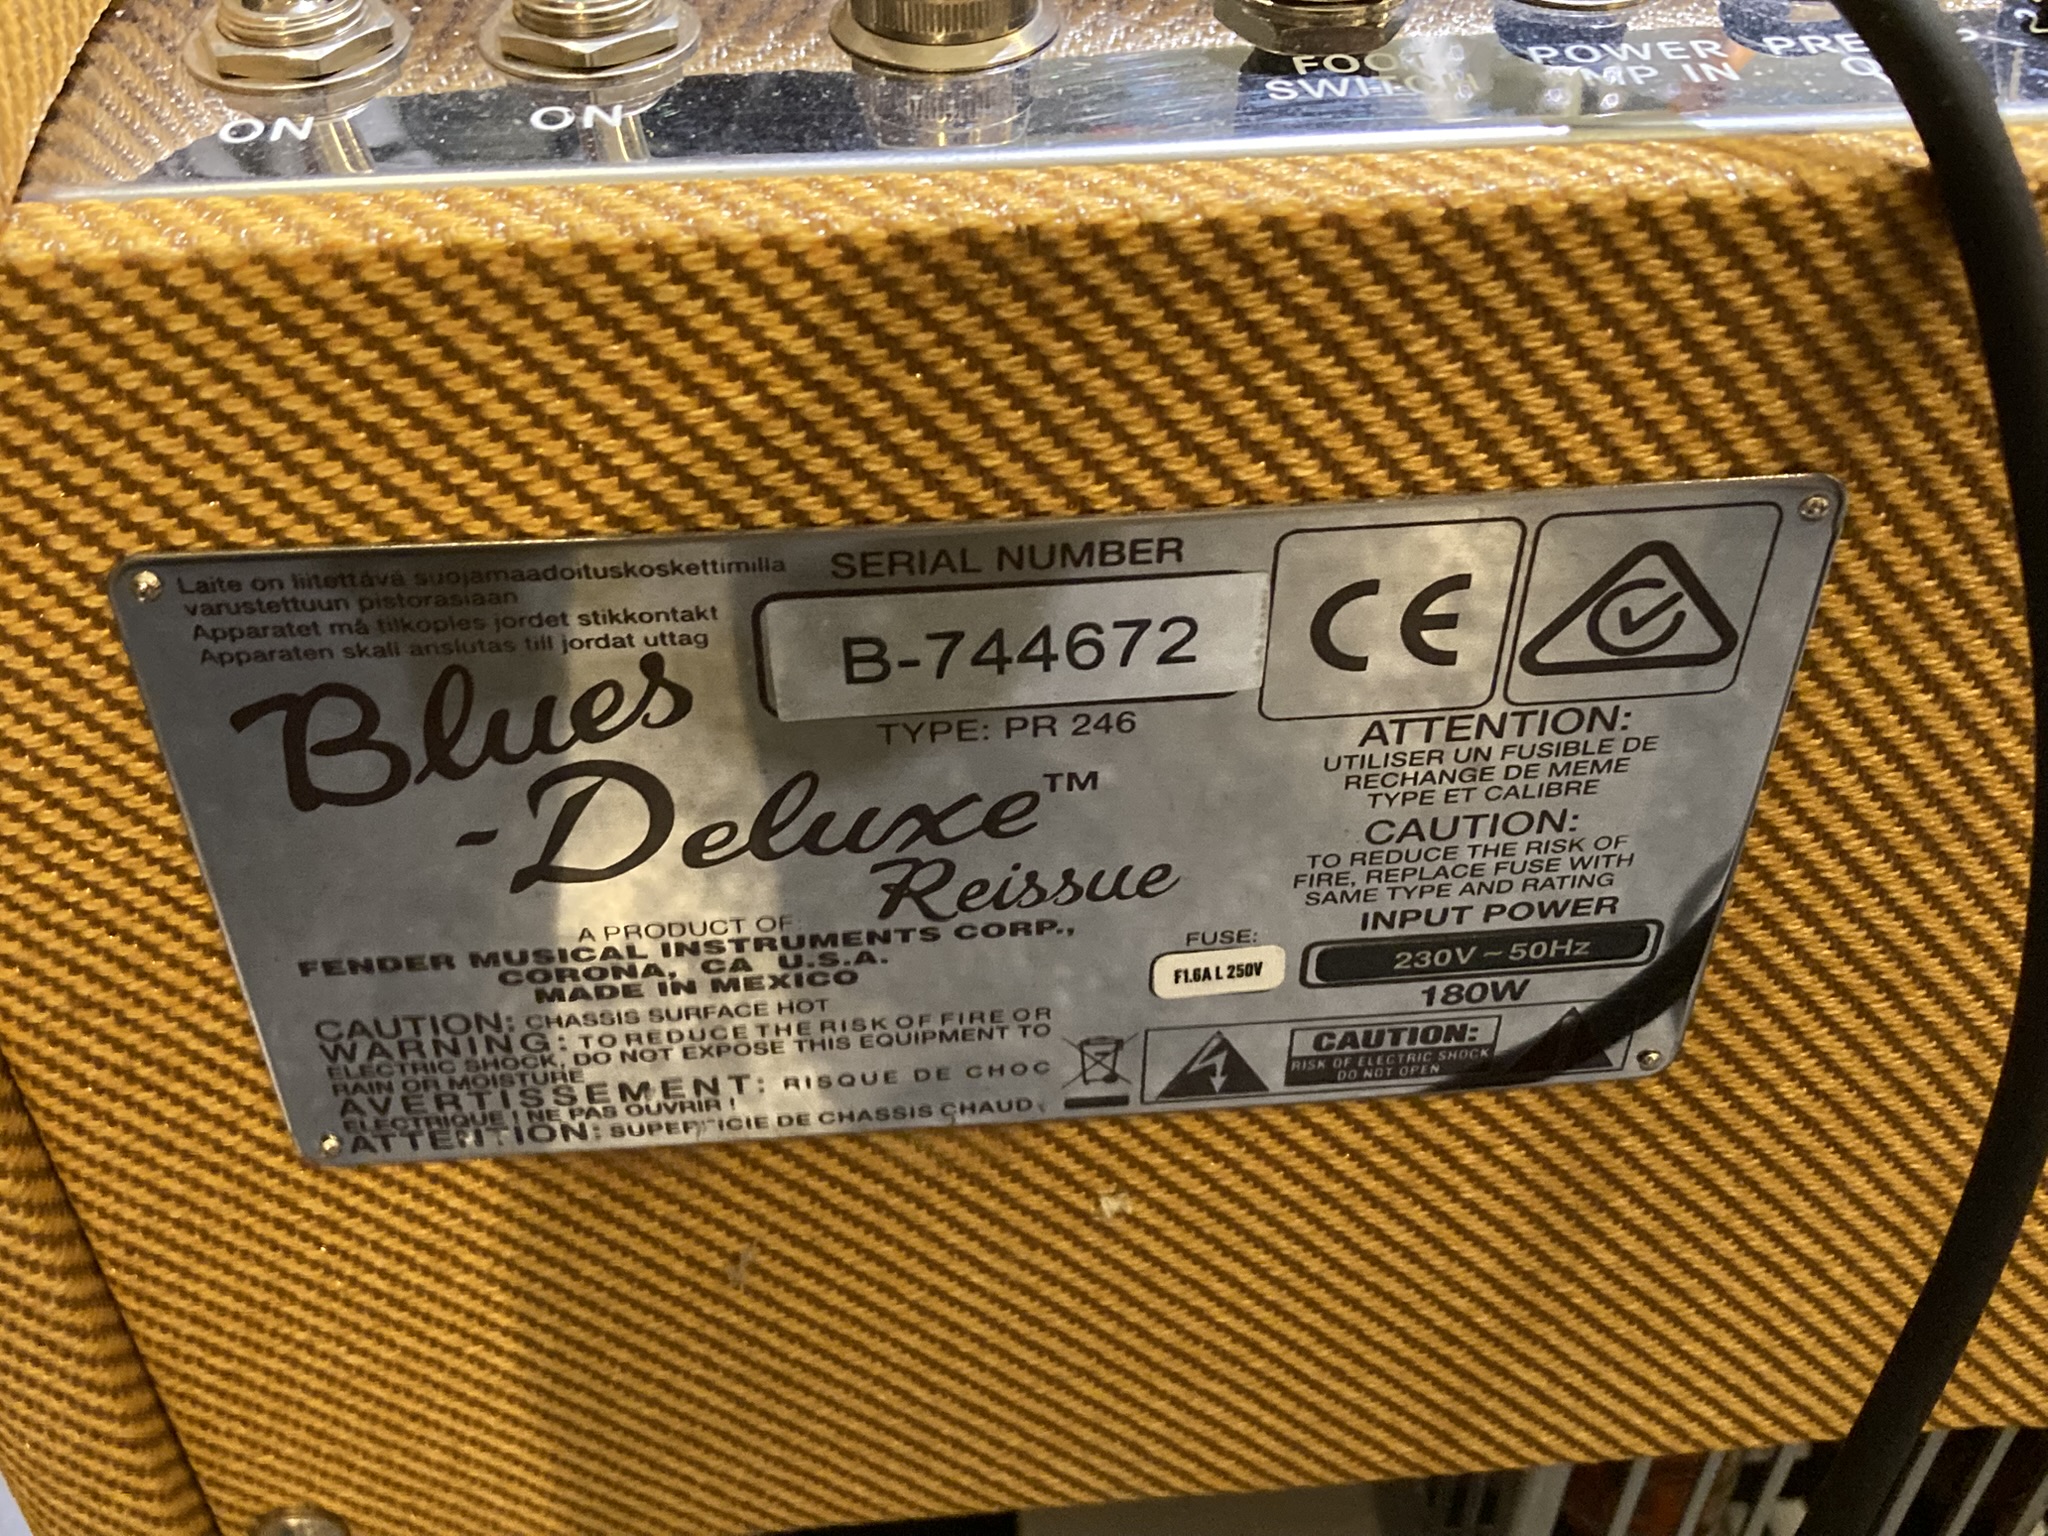 ON
ON
FOOT
SWITCH
POWER
AMP IN
Laite on liitettävä suojamaadoituskoskettimilla
varustettuun pistorasiaan
Apparatet må tilkoples jordet stikkontakt
Apparaten skall anslutas till jordat uttag
SERIAL NUMBER
B-744672
TYPE: PR 246
CE
Blues
-Deluxe™
Reissue
A PRODUCT OF
FENDER MUSICAL INSTRUMENTS CORP.,
CORONA, CA U.S.A.
MADE IN MEXICO
CAUTION: CHASSIS SURFACE HOT
WARNING: TO REDUCE THE RISK OF FIRE OR
ELECTRIC SHOCK, DO NOT EXPOSE THIS EQUIPMENT TO
RAIN OR MOISTURE
AVERTISSEMENT: RISQUE DE CHOC
ELECTRIQUE ! NE PAS OUVRIR !
ATTENTION: SUPERFICIE DE CHASSIS CHAUD.
ATTENTION:
UTILISER UN FUSIBLE DE
RECHANGE DE MEME
TYPE ET CALIBRE
CAUTION:
TO REDUCE THE RISK OF
FIRE, REPLACE FUSE WITH
SAME TYPE AND RATING
INPUT POWER
230V ~ 50Hz
180W
FUSE:
F1.6A L 250V
CAUTION:
RISK OF ELECTRIC SHOCK
DO NOT OPEN